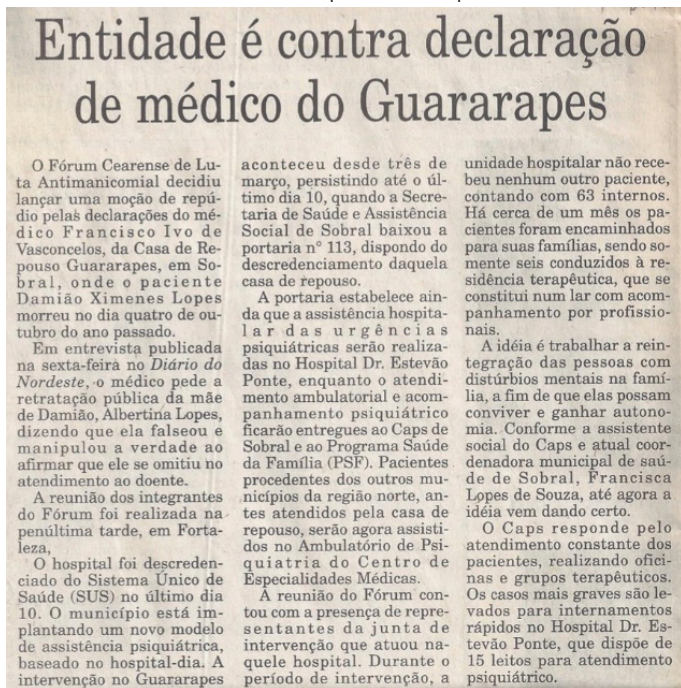 Entidade é contra declaração
de médico do Guararapes
O Fórum Cearense de Lu-
ta Antimanicomial decidiu
lançar uma moção de repú-
dio pelas declarações do mé-
dico Francisco Ivo de
Vasconcelos, da Casa de Re-
pouso Guararapes, em So-
bral, onde o paciente
Damião Ximenes Lopes
morreu no dia quatro de ou-
tubro do ano passado.
Em entrevista publicada
na sexta-feira no Diário do
Nordeste, o médico pede a
retratação pública da mãe
de Damião, Albertina Lopes,
dizendo que ela falseou e
manipulou a verdade ao
afirmar que ele se omitiu no
atendimento ao doente.
A reunião dos integrantes
do Fórum foi realizada na
penúltima tarde, em Forta-
leza,
O hospital foi descreden-
ciado do Sistema Único de
Saúde (SUS) no último dia
10. O município está im-
plantando um novo modelo
de assistência psiquiátrica,
baseado no hospital-dia. A
intervenção no Guararapes
aconteceu desde três de
março, persistindo até o úl-
timo dia 10, quando a Secre-
taria de Saúde e Assistência
Social de Sobral baixou a
portaria n° 113, dispondo do
descredenciamento daquela
casa de repouso.
A portaria estabelece ain-
da que a assistência hospita-
lar das urgências
psiquiátricas serão realiza-
das no Hospital Dr. Estevão
Ponte, enquanto o atendi-
mento ambulatorial e acom-
panhamento psiquiátrico
ficarão entregues ao Caps de
Sobral e ao Programa Saúde
da Família (PSF). Pacientes
procedentes dos outros mu-
nicípios da região norte, an-
tes atendidos pela casa de
repouso, serão agora assisti-
dos no Ambulatório de Psi-
quiatria do Centro de
Especialidades Médicas.
A reunião do Fórum con-
tou com a presença de repre-
sentantes da junta de
intervenção que atuou na-
quele hospital. Durante o
período de intervenção, a
unidade hospitalar não rece-
beu nenhum outro paciente,
contando com 63 internos.
Há cerca de um mês os pa-
cientes foram encaminhados
para suas famílias, sendo so-
mente seis conduzidos à re-
sidência terapêutica, que se
constitui num lar com acom-
panhamento por profissio-
nais.
A idéia é trabalhar a rein-
tegração das pessoas com
distúrbios mentais na famí-
lia, a fim de que elas possam
conviver e ganhar autono-
mia. Conforme a assistente
social do Caps e atual coor-
denadora municipal de saú-
de de Sobral, Francisca
Lopes de Souza, até agora a
idéia vem dando certo.
O Caps responde pelo
atendimento constante dos
pacientes, realizando ofici-
nas e grupos terapêuticos.
Os casos mais graves são le-
vados para internamentos
rápidos no Hospital Dr. Es-
tevão Ponte, que dispõe de
15 leitos para atendimento
psiquiátrico.